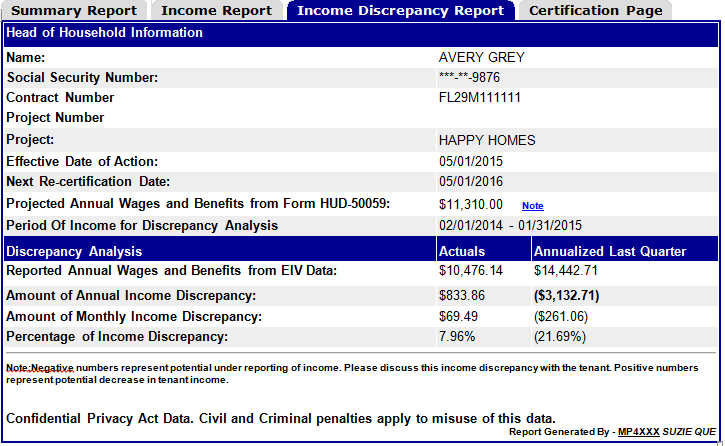 Summary Report Income Report Income Discrepancy Report Certification Page
Head of Household Information
Name: AVERY GREY
Social Security Number: ***-**-9876
Contract Number FL29M111111
Project Number
Project: HAPPY HOMES
Effective Date of Action: 05/01/2015
Next Re-certification Date: 05/01/2016
Projected Annual Wages and Benefits from Form HUD-50059: $11,310.00 Note
Period Of Income for Discrepancy Analysis 02/01/2014 - 01/31/2015
Discrepancy Analysis Actuals Annualized Last Quarter
Reported Annual Wages and Benefits from EIV Data: $10,476.14 $14,442.71
Amount of Annual Income Discrepancy: $833.86 ($3,132.71)
Amount of Monthly Income Discrepancy: $69.49 ($261.06)
Percentage of Income Discrepancy: 7.96% (21.69%)
Note:Negative numbers represent potential under reporting of income. Please discuss this income discrepancy with the tenant. Positive numbers
represent potential decrease in tenant income.
Confidential Privacy Act Data. Civil and Criminal penalties apply to misuse of this data.
Report Generated By - MP4XXX SUZIE QUE